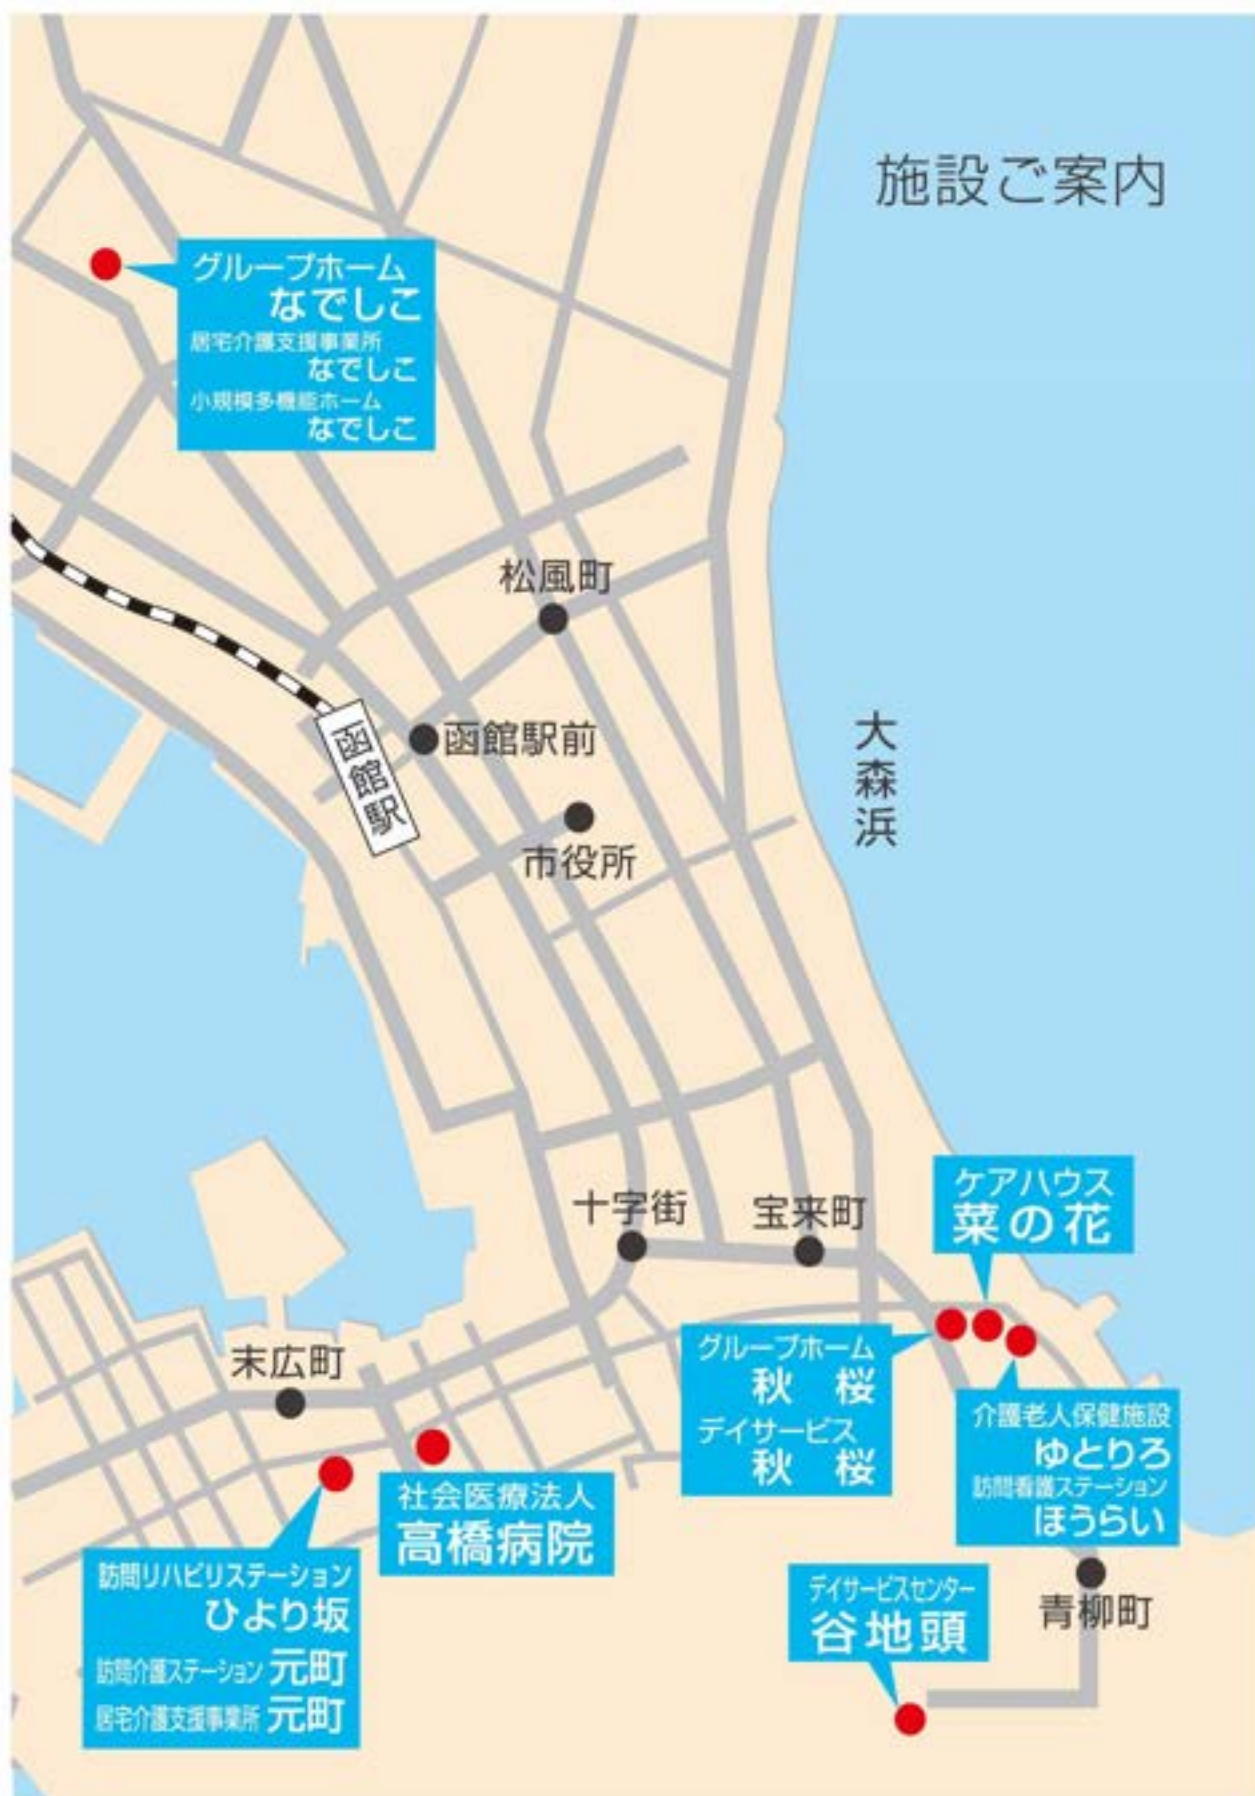 施設ご案内
グループホーム
なでしこ
居宅介護支援事業所
なでしこ
小規模多機能ホーム
なでしこ
松風町
函館駅前
函館駅
大森浜
市役所
十字街
宝来町
ケアハウス
菜の花
末広町
グループホーム
秋 桜
デイサービス
秋 桜
介護老人保健施設
ゆとりろ
訪問看護ステーション
ほうらい
社会医療法人
高橋病院
訪問リハビリステーション
ひより坂
訪問介護ステーション 元町
居宅介護支援事業所 元町
デイサービスセンター
谷地頭
青柳町